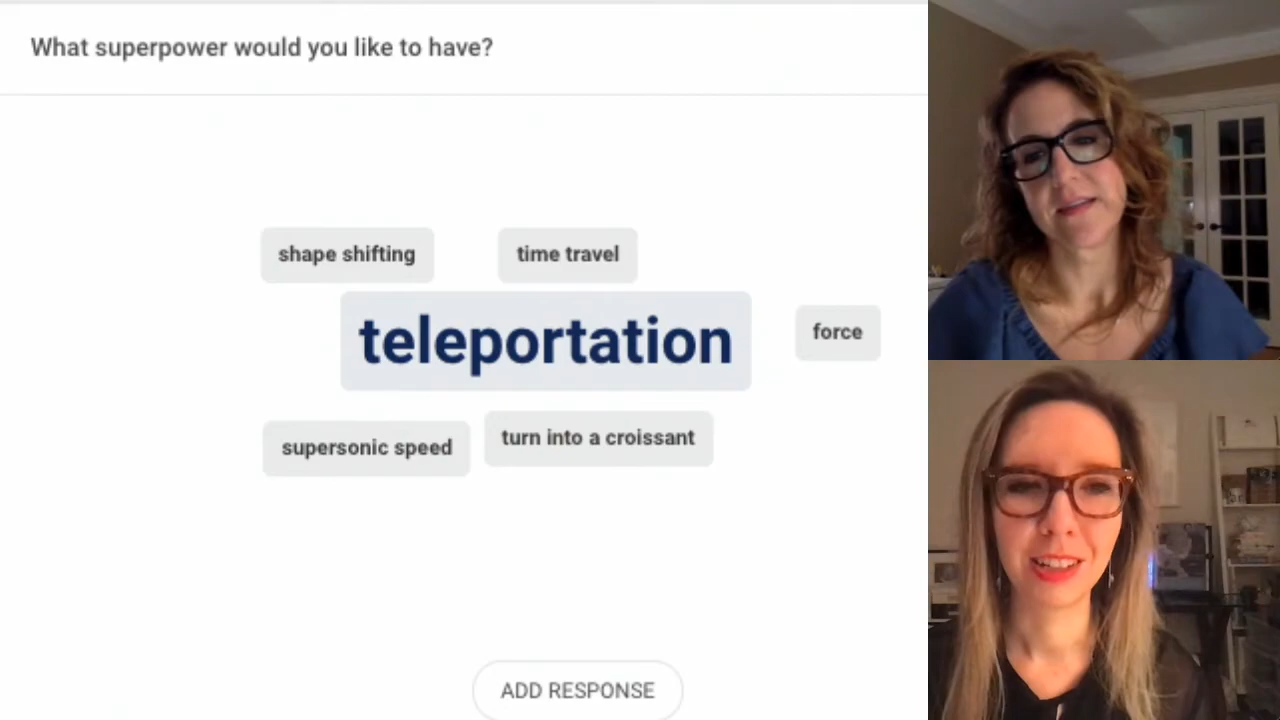 What superpower would you like to have?
shape shifting
time travel
teleportation
force
supersonic speed
turn into a croissant
ADD RESPONSE